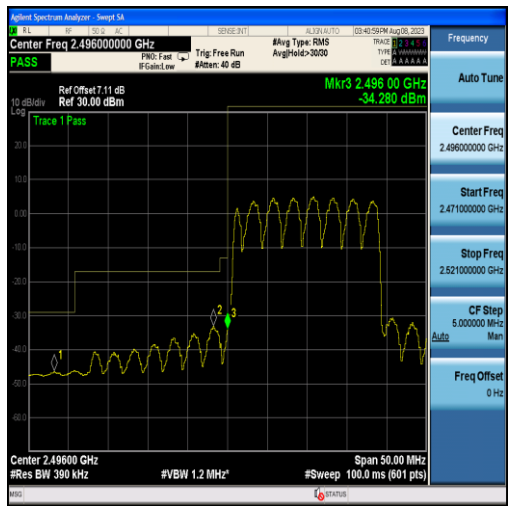 Agilent Spectrum Analyzer - Swept SA
RL RF 50 Ω AC SENSE:INT ALIGN AUTO 03:40:59PM Aug 08, 2023
Center Freq 2.496000000 GHz
PASS
PNO: Fast
IFGain:Low
Trig: Free Run
#Atten: 40 dB
#Avg Type: RMS
Avg|Hold>30/30
TRACE 1 2 3 4 5 6
TYPE A
DET A A A A A A
Ref Offset 7.11 dB
10 dB/div Ref 30.00 dBm
Log
Mkr3 2.496 00 GHz
-34.280 dBm
Trace 1 Pass
20.0
10.0
0.00
-10.0
-20.0
-30.0
-40.0
-50.0
-60.0
1
2
3
Center 2.49600 GHz Span 50.00 MHz
#Res BW 390 kHz #VBW 1.2 MHz* #Sweep 100.0 ms (601 pts)
MSG STATUS
Frequency
Auto Tune
Center Freq
2.496000000 GHz
Start Freq
2.471000000 GHz
Stop Freq
2.521000000 GHz
CF Step
5.000000 MHz
Auto Man
Freq Offset
0 Hz